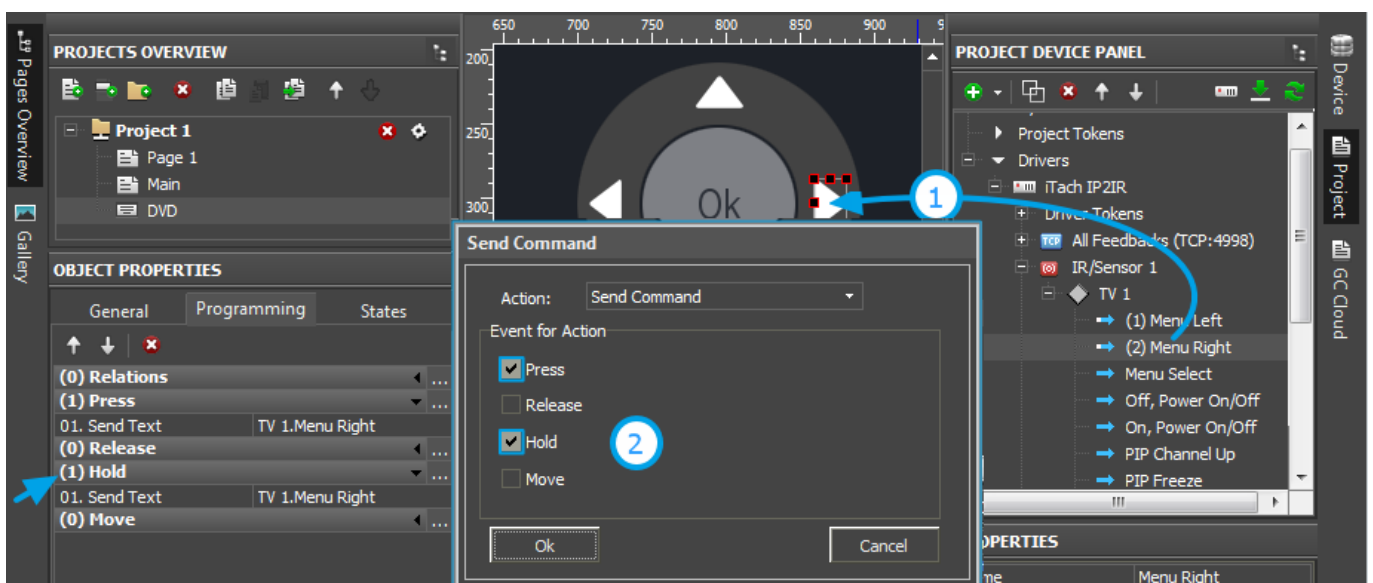 Pages Overview
Gallery
PROJECTS OVERVIEW
Project 1
Page 1
Main
DVD
OBJECT PROPERTIES
General Programming States
(0) Relations ...
(1) Press ...
01. Send Text TV 1.Menu Right
(0) Release ...
(1) Hold ...
01. Send Text TV 1.Menu Right
(0) Move ...
650 700 750 800 850 900 9
200
250
300
Ok
1
Send Command
Action: Send Command
Event for Action
Press
Release
Hold
2
Move
Ok Cancel
PROJECT DEVICE PANEL
Project Tokens
Drivers
iTach IP2IR
Driver Tokens
TCP All Feedbacks (TCP:4998)
IR/Sensor 1
TV 1
(1) Menu Left
(2) Menu Right
Menu Select
Off, Power On/Off
On, Power On/Off
PIP Channel Up
PIP Freeze
OPERTIES
me Menu Right
Device
Project
GC Cloud